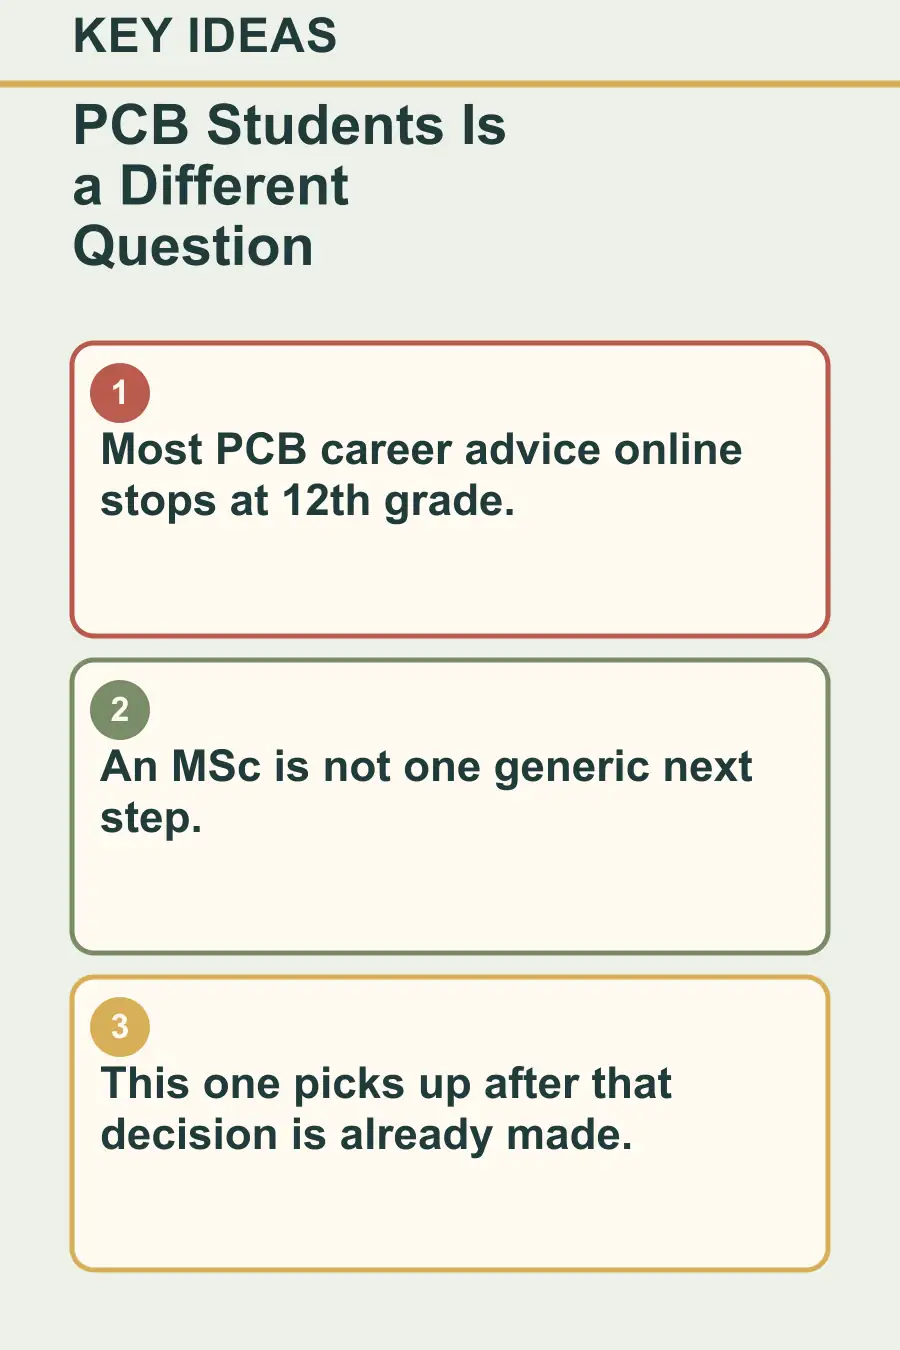 KEY IDEAS
PCB Students Is
a Different
Question
1
Most PCB career advice online
stops at 12th grade.
2
An MSc is not one generic next
step.
3
This one picks up after that
decision is already made.